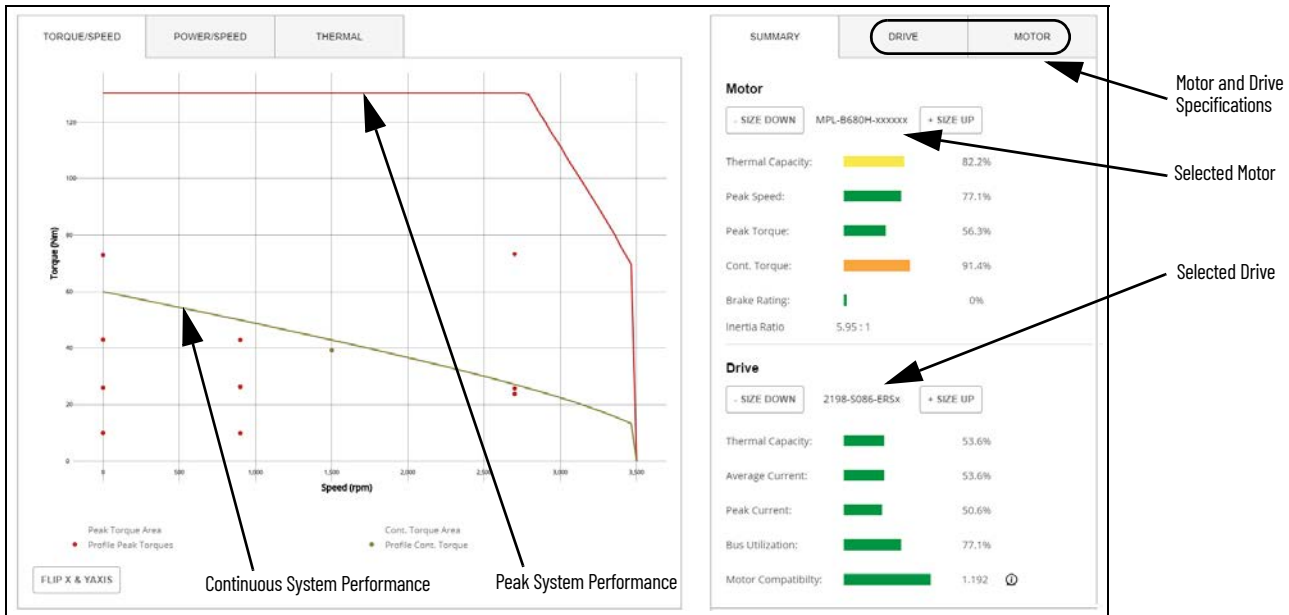 TORQUE/SPEED
POWER/SPEED
THERMAL
120
100
80
60
40
20
0
Torque (Nm)
0
500
1,000
1,500
2,000
2,500
3,000
3,500
Speed (rpm)
Peak Torque Area
Cont. Torque Area
Profile Peak Torques
Profile Cont. Torque
FLIP X & YAXIS
Continuous System Performance
Peak System Performance
SUMMARY
DRIVE
MOTOR
Motor
- SIZE DOWN
MPL-B680H-xxxxxx
+ SIZE UP
Thermal Capacity:
82.2%
Peak Speed:
77.1%
Peak Torque:
56.3%
Cont. Torque:
91.4%
Brake Rating:
0%
Inertia Ratio
5.95 : 1
Drive
- SIZE DOWN
2198-S086-ERSx
+ SIZE UP
Thermal Capacity:
53.6%
Average Current:
53.6%
Peak Current:
50.6%
Bus Utilization:
77.1%
Motor Compatibilty:
1.192
Motor and Drive
Specifications
Selected Motor
Selected Drive